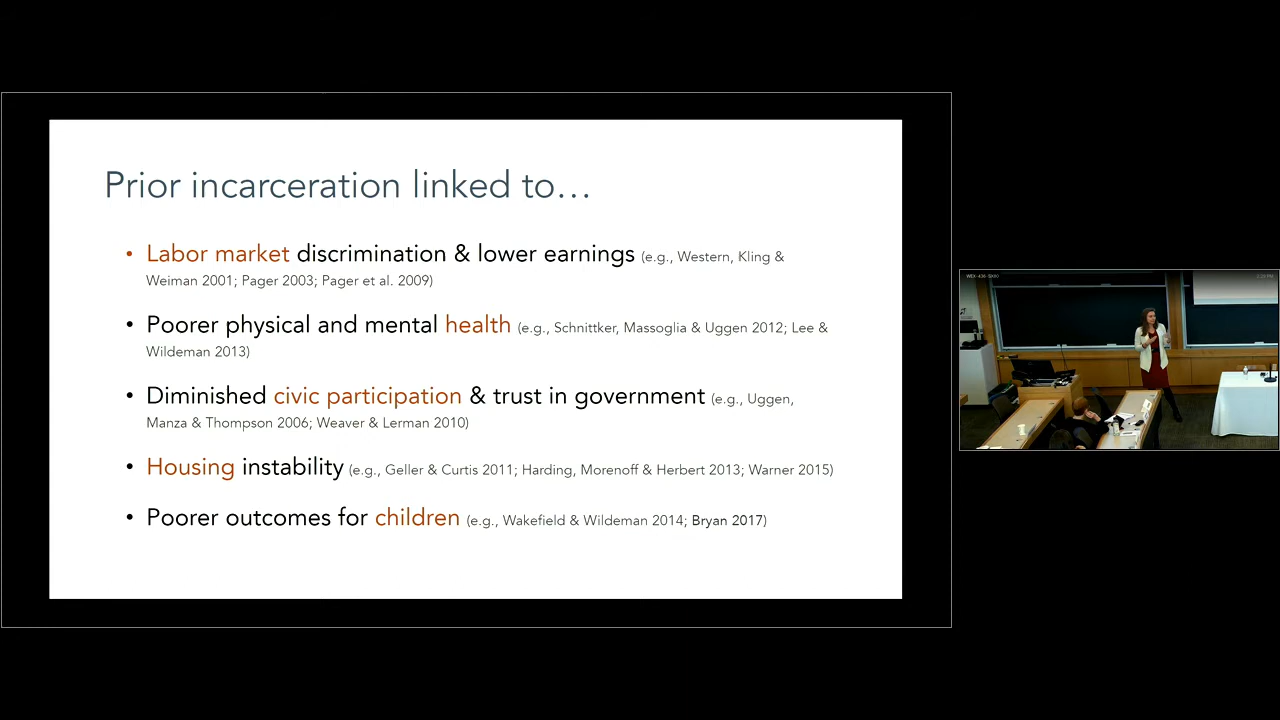 Prior incarceration linked to…
• Labor market discrimination & lower earnings (e.g., Western, Kling &
Weiman 2001; Pager 2003; Pager et al. 2009)
• Poorer physical and mental health (e.g., Schnittker, Massoglia & Uggen 2012; Lee &
Wildeman 2013)
• Diminished civic participation & trust in government (e.g., Uggen,
Manza & Thompson 2006; Weaver & Lerman 2010)
• Housing instability (e.g., Geller & Curtis 2011; Harding, Morenoff & Herbert 2013; Warner 2015)
• Poorer outcomes for children (e.g., Wakefield & Wildeman 2014; Bryan 2017)